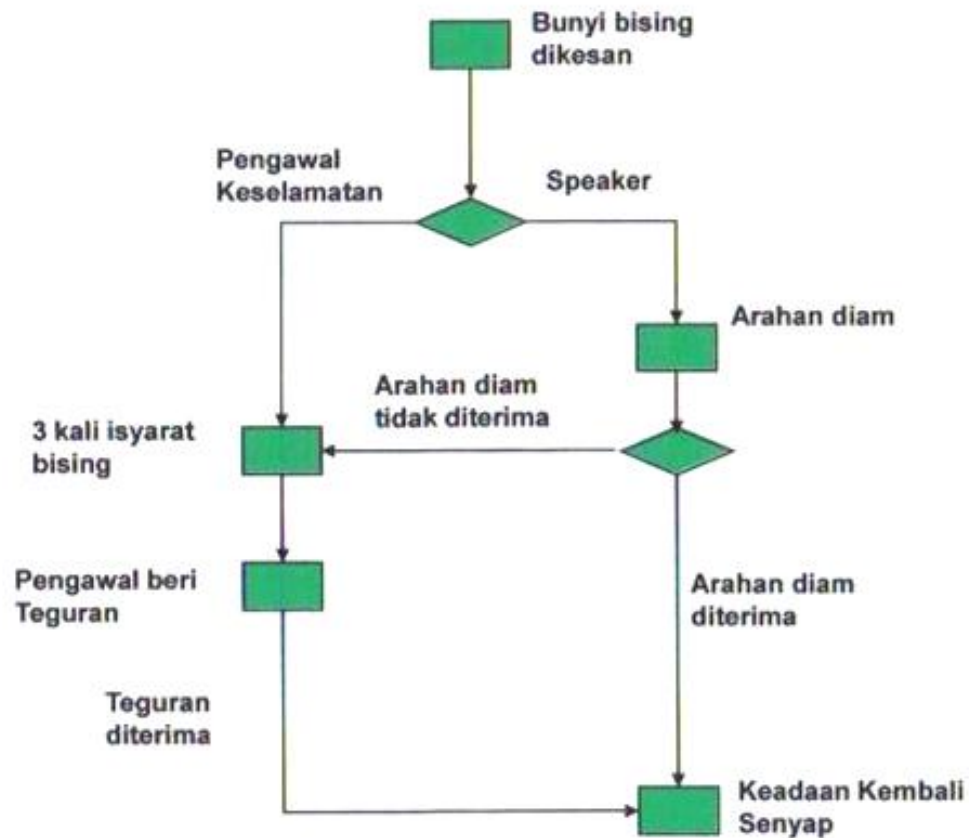 Bunyi bising
dikesan
Pengawal
Keselamatan
Speaker
Arahan diam
Arahan diam
tidak diterima
3 kali isyarat
bising
Pengawal beri
Teguran
Arahan diam
diterima
Teguran
diterima
Keadaan Kembali
Senyap